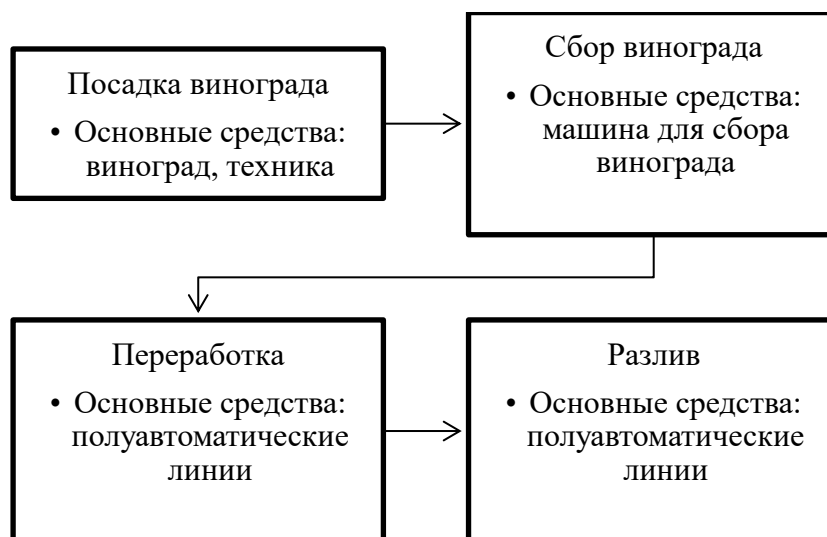 Посадка винограда
• Основные средства:
виноград, техника
Сбор винограда
• Основные средства:
машина для сбора
винограда
Переработка
• Основные средства:
полуавтоматические
линии
Разлив
• Основные средства:
полуавтоматические
линии